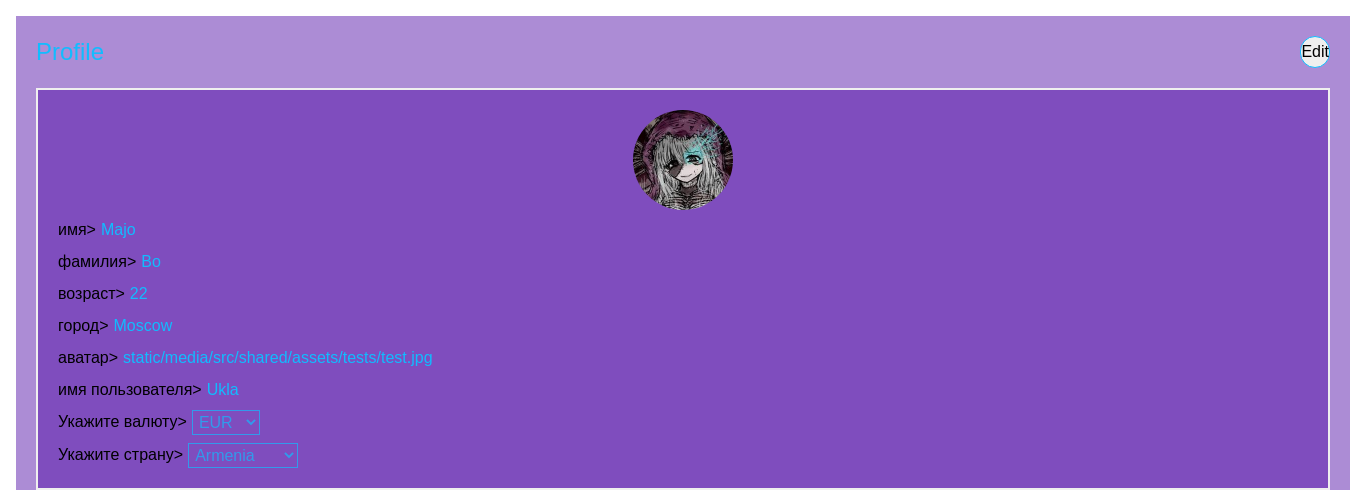 Profile
Edit
имя> Majo
фамилия> Bo
возраст> 22
город> Moscow
аватар> static/media/src/shared/assets/tests/test.jpg
имя пользователя> Ukla
Укажите валюту> EUR
Укажите страну> Armenia